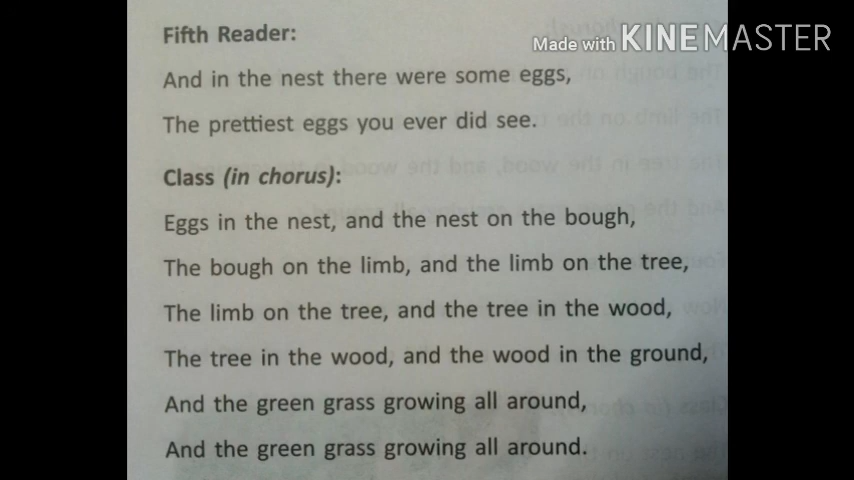 Fifth Reader:
Made with KINEMASTER
And in the nest there were some eggs,
The prettiest eggs you ever did see.
Class (in chorus):
Eggs in the nest, and the nest on the bough,
The bough on the limb, and the limb on the tree,
The limb on the tree, and the tree in the wood,
The tree in the wood, and the wood in the ground,
And the green grass growing all around,
And the green grass growing all around.